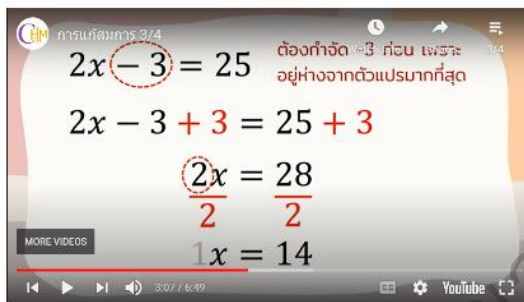 CHM การแก้สมการ 3/4
2x − 3 = 25
ต้องกำจัด -3 ก่อน เพราะ
อยู่ห่างจากตัวแปรมากที่สุด
2x − 3 + 3 = 25 + 3
2x = 28
2 2
1x = 14
MORE VIDEOS
3:07 / 6:49
YouTube